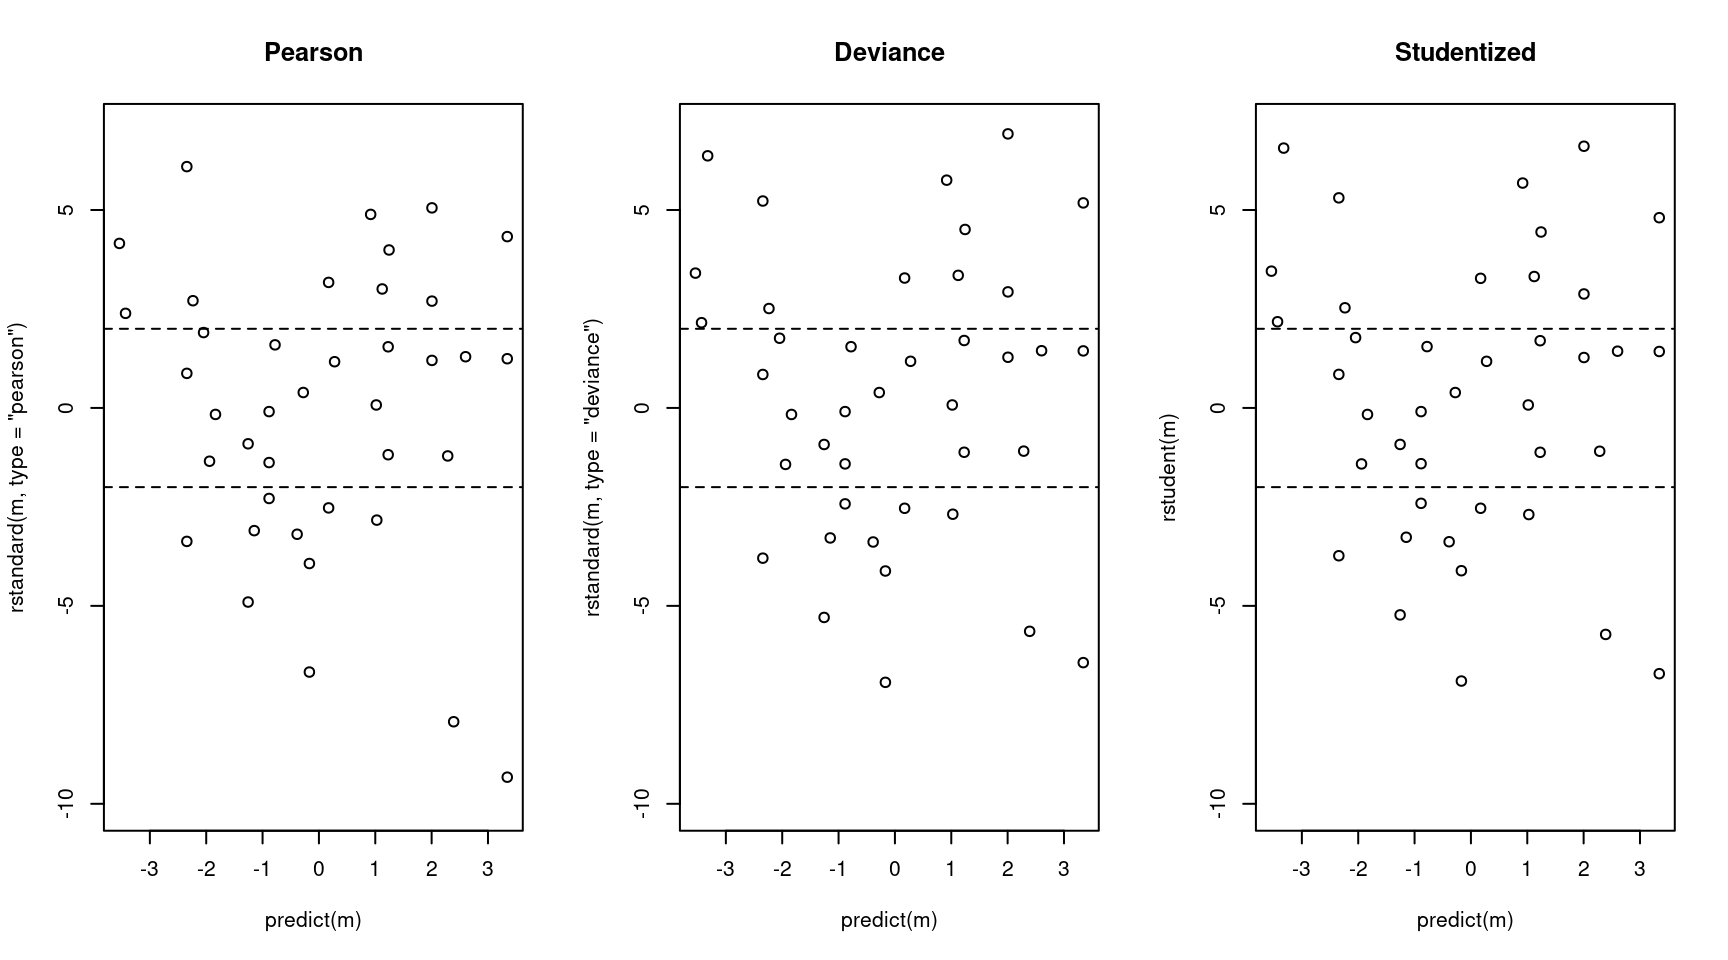 Pearson
rstandard(m, type = "pearson")
5
0
-5
-10
-3 -2 -1 0 1 2 3
predict(m)
Deviance
rstandard(m, type = "deviance")
5
0
-5
-10
-3 -2 -1 0 1 2 3
predict(m)
Studentized
rstudent(m)
5
0
-5
-10
-3 -2 -1 0 1 2 3
predict(m)